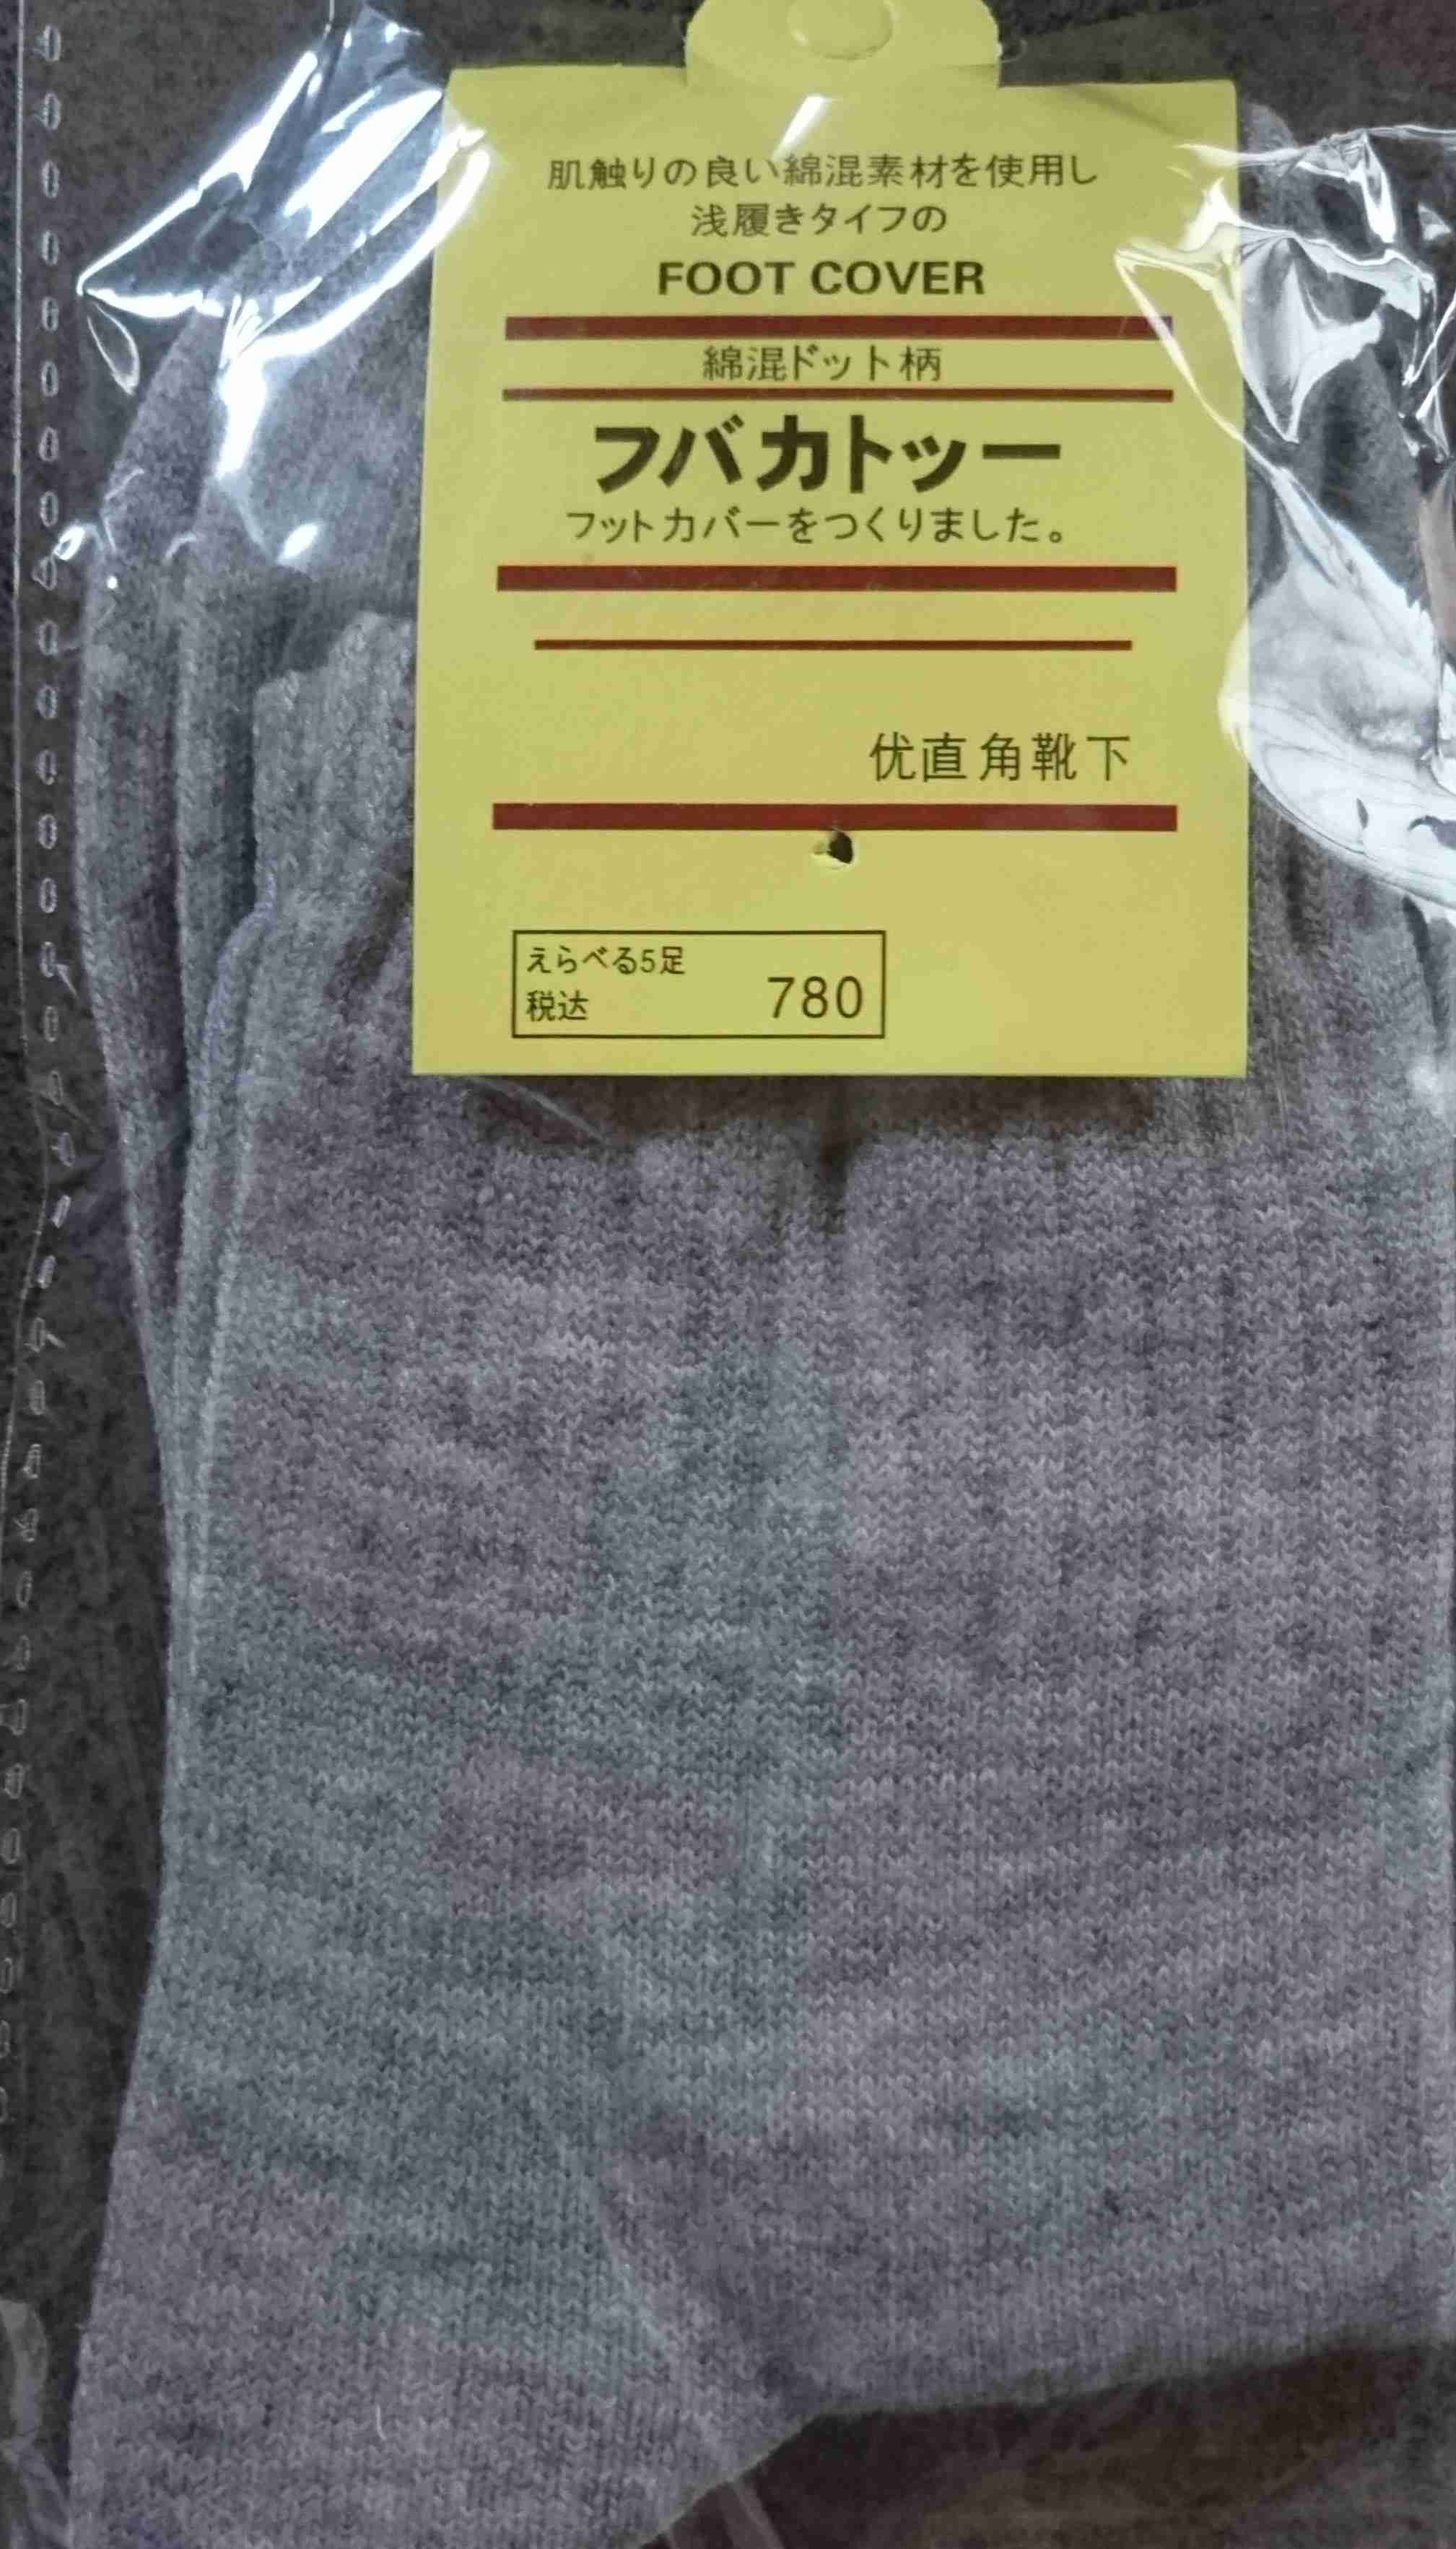 肌触りの良い綿混素材を使用し
浅履きタイフの
FOOT COVER
綿混ドット柄
フバカトッー
フットカバーをつくりました。
优直角靴下
えらべる5足
税达 780